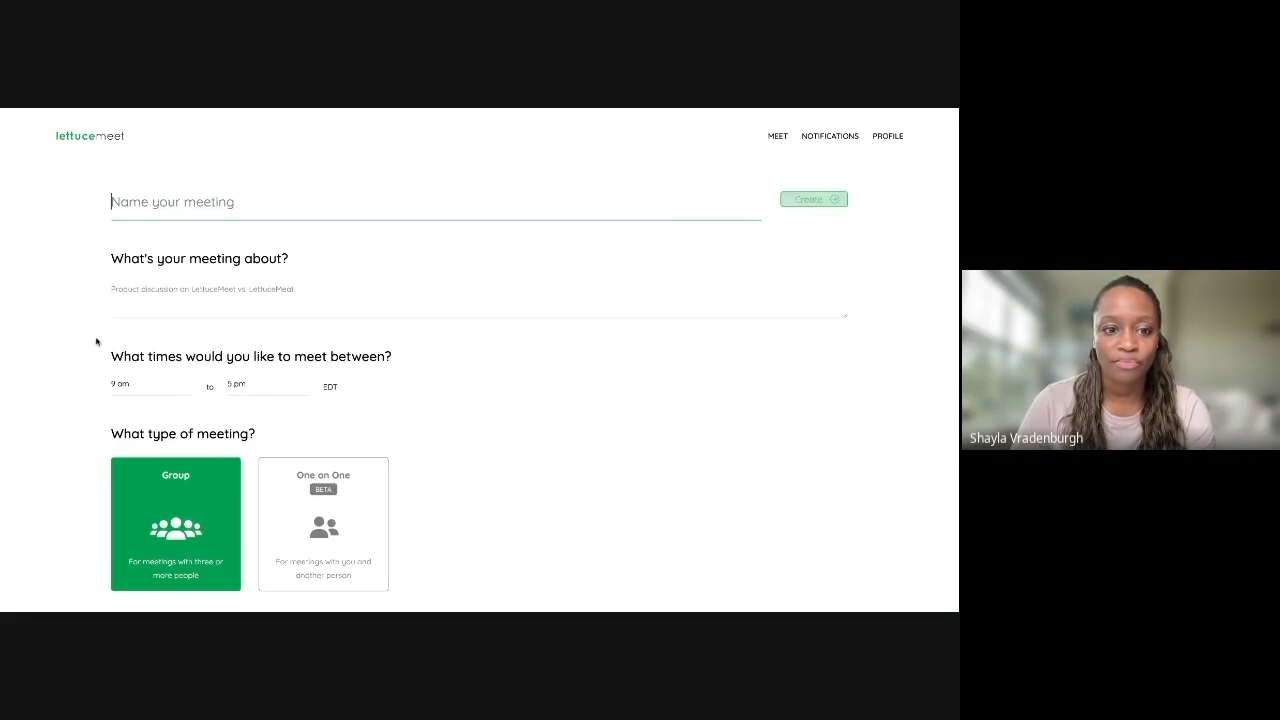 lettucemeet
MEET NOTIFICATIONS PROFILE
Name your meeting
Create
What's your meeting about?
Product discussion on LettuceMeet vs. LettuceMeat
What times would you like to meet between?
9 am to 5 pm EDT
What type of meeting?
Group
For meetings with three or
more people
One on One
BETA
For meetings with you and
another person
Shayla Vradenburgh